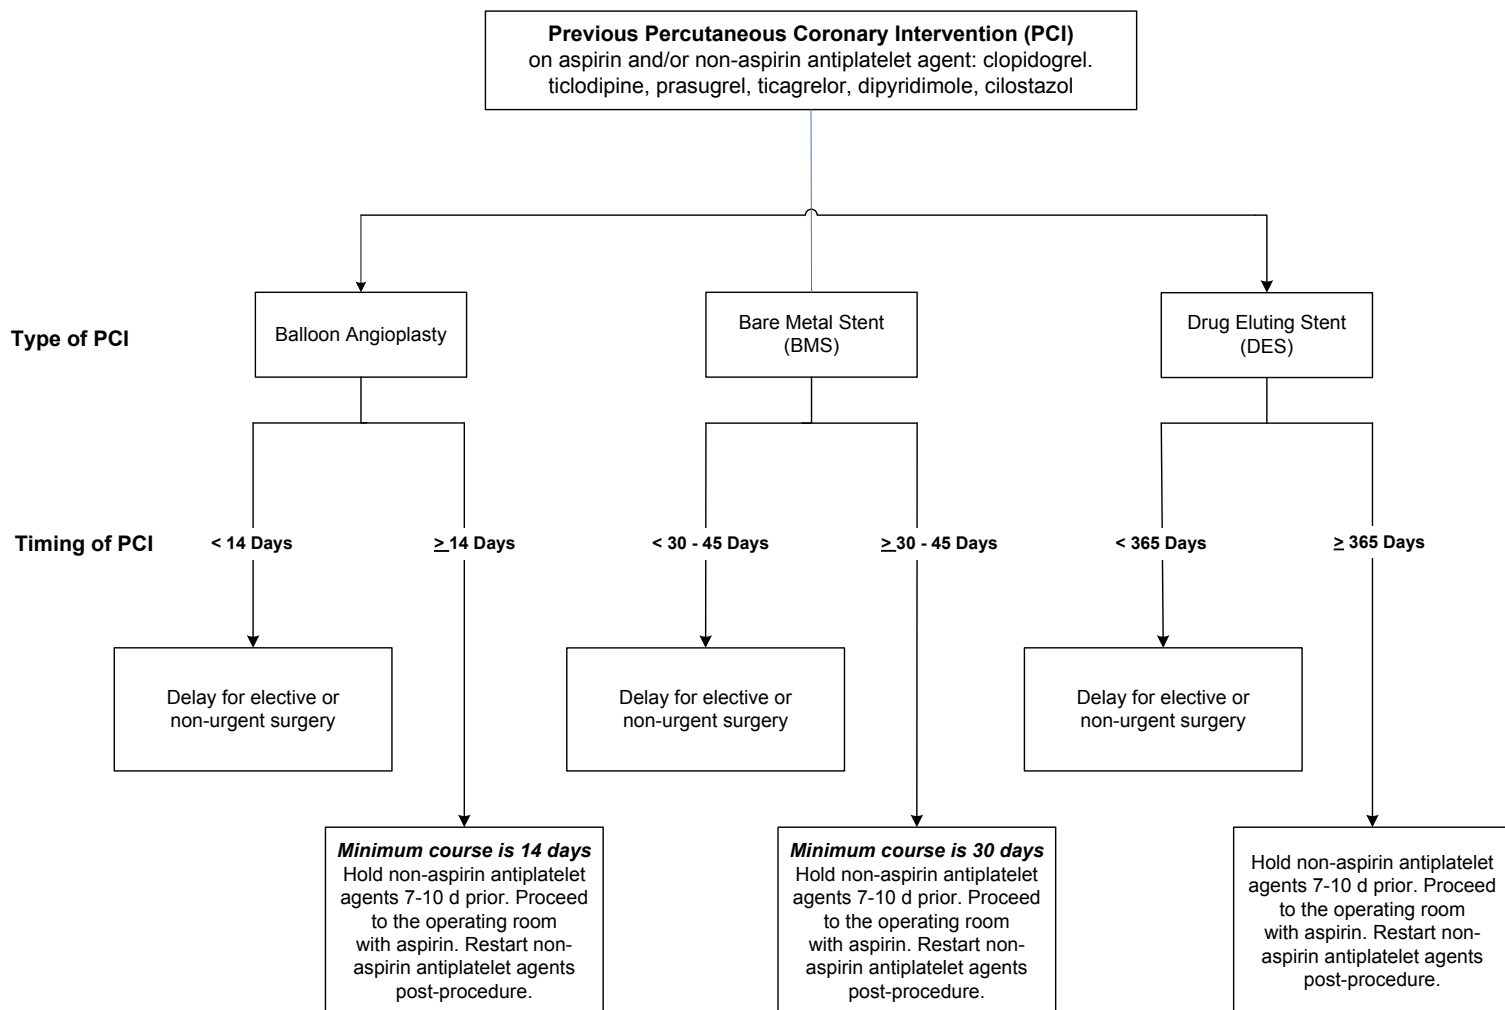 Previous Percutaneous Coronary Intervention (PCI)
on aspirin and/or non-aspirin antiplatelet agent: clopidogrel.
ticlodipine, prasugrel, ticagrelor, dipyridimole, cilostazol
Type of PCI
Balloon Angioplasty
Bare Metal Stent
(BMS)
Drug Eluting Stent
(DES)
Timing of PCI
< 14 Days
≥ 14 Days
< 30 - 45 Days
≥ 30 - 45 Days
< 365 Days
≥ 365 Days
Delay for elective or
non-urgent surgery
Delay for elective or
non-urgent surgery
Delay for elective or
non-urgent surgery
Minimum course is 14 days
Hold non-aspirin antiplatelet
agents 7-10 d prior. Proceed
to the operating room
with aspirin. Restart non-
aspirin antiplatelet agents
post-procedure.
Minimum course is 30 days
Hold non-aspirin antiplatelet
agents 7-10 d prior. Proceed
to the operating room
with aspirin. Restart non-
aspirin antiplatelet agents
post-procedure.
Hold non-aspirin antiplatelet
agents 7-10 d prior. Proceed
to the operating room
with aspirin. Restart non-
aspirin antiplatelet agents
post-procedure.